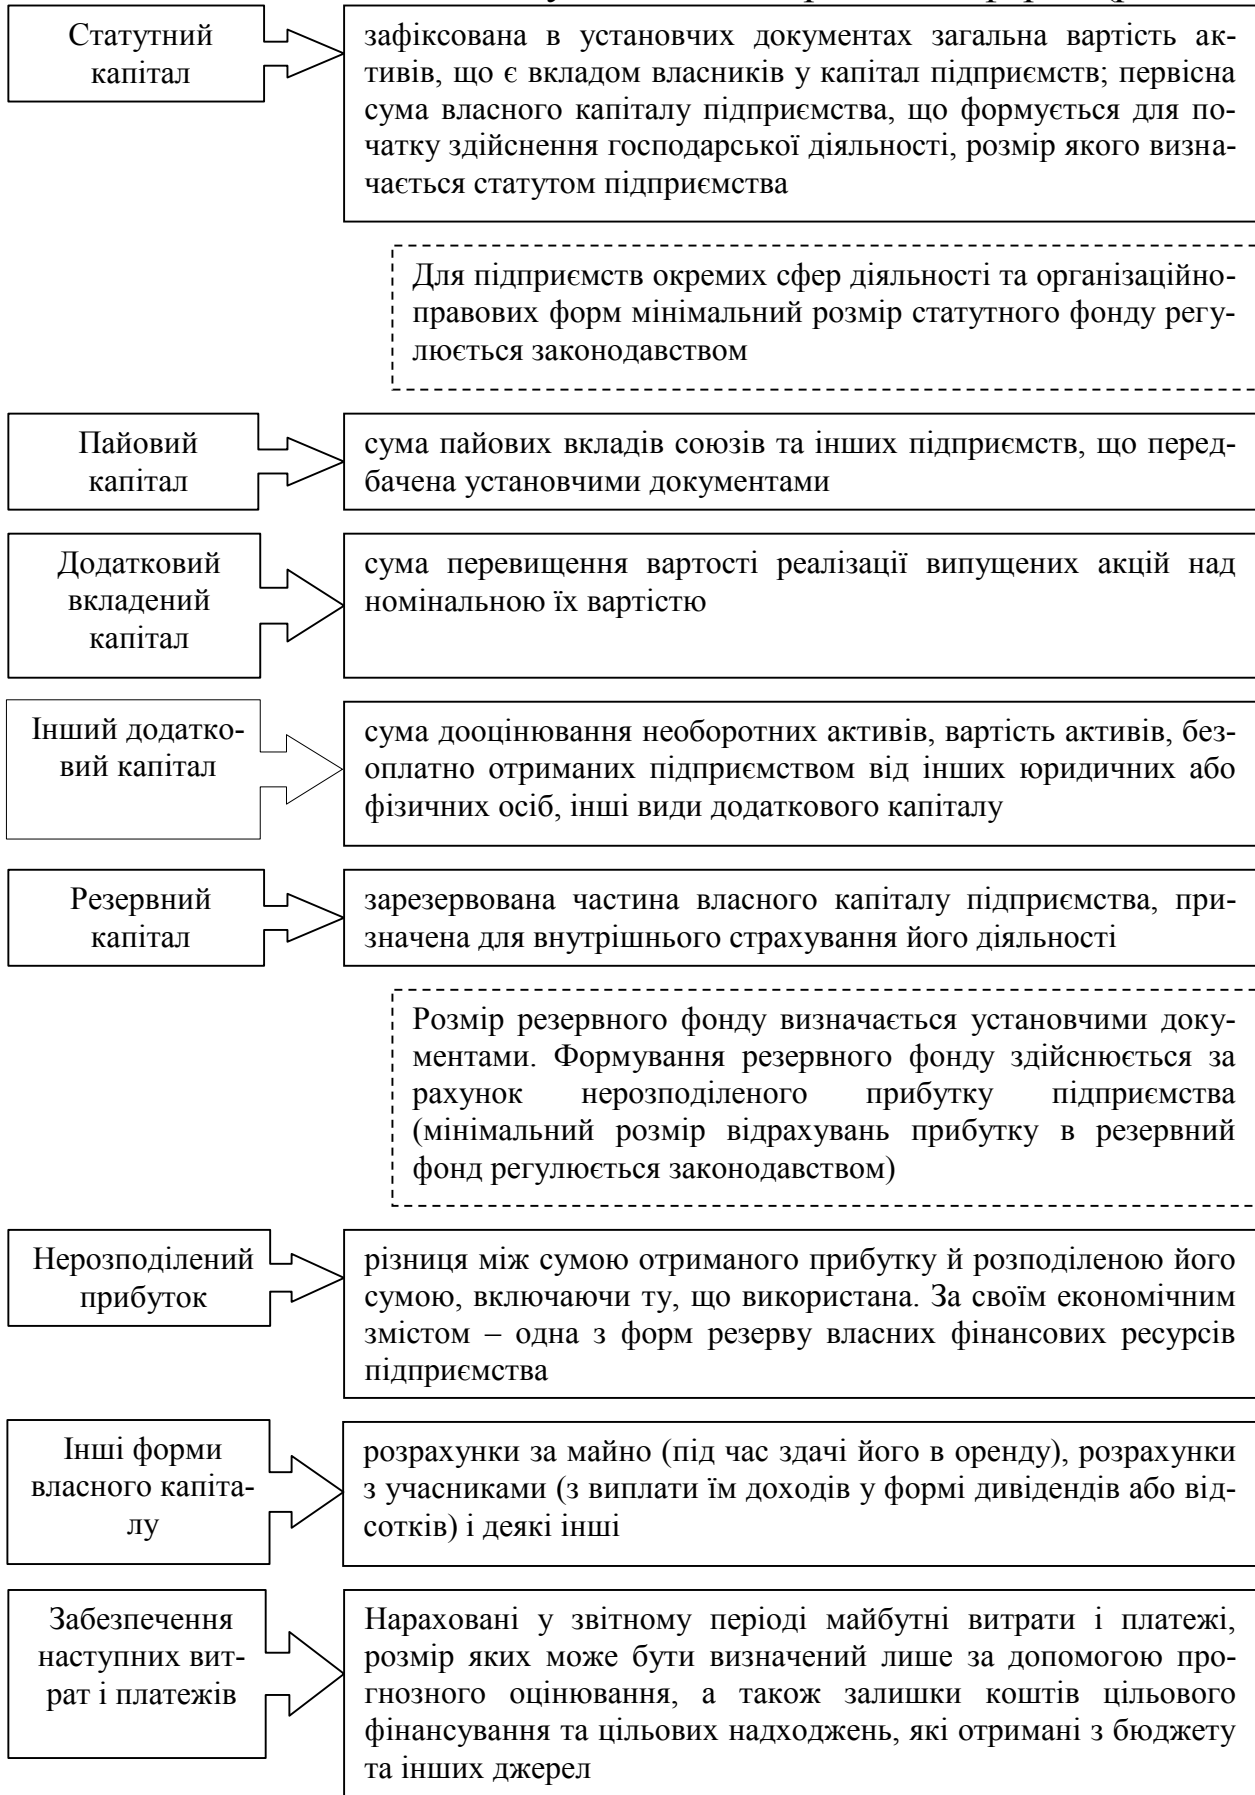 Статутний
капітал
зафіксована в установчих документах загальна вартість ак-
тивів, що є вкладом власників у капітал підприємств; первісна
сума власного капіталу підприємства, що формується для по-
чатку здійснення господарської діяльності, розмір якого визна-
чається статутом підприємства
Для підприємств окремих сфер діяльності та організаційно-
правових форм мінімальний розмір статутного фонду регу-
люється законодавством
Пайовий
капітал
сума пайових вкладів союзів та інших підприємств, що перед-
бачена установчими документами
Додатковий
вкладений
капітал
сума перевищення вартості реалізації випущених акцій над
номінальною їх вартістю
Інший додатко-
вий капітал
сума дооцінювання необоротних активів, вартість активів, без-
оплатно отриманих підприємством від інших юридичних або
фізичних осіб, інші види додаткового капіталу
Резервний
капітал
зарезервована частина власного капіталу підприємства, при-
значена для внутрішнього страхування його діяльності
Розмір резервного фонду визначається установчими доку-
ментами. Формування резервного фонду здійснюється за
рахунок нерозподіленого прибутку підприємства
(мінімальний розмір відрахувань прибутку в резервний
фонд регулюється законодавством)
Нерозподілений
прибуток
різниця між сумою отриманого прибутку й розподіленою його
сумою, включаючи ту, що використана. За своїм економічним
змістом – одна з форм резерву власних фінансових ресурсів
підприємства
Інші форми
власного капіта-
лу
розрахунки за майно (під час здачі його в оренду), розрахунки
з учасниками (з виплати їм доходів у формі дивідендів або від-
сотків) і деякі інші
Забезпечення
наступних вит-
рат і платежів
Нараховані у звітному періоді майбутні витрати і платежі,
розмір яких може бути визначений лише за допомогою про-
гнозного оцінювання, а також залишки коштів цільового
фінансування та цільових надходжень, які отримані з бюджету
та інших джерел